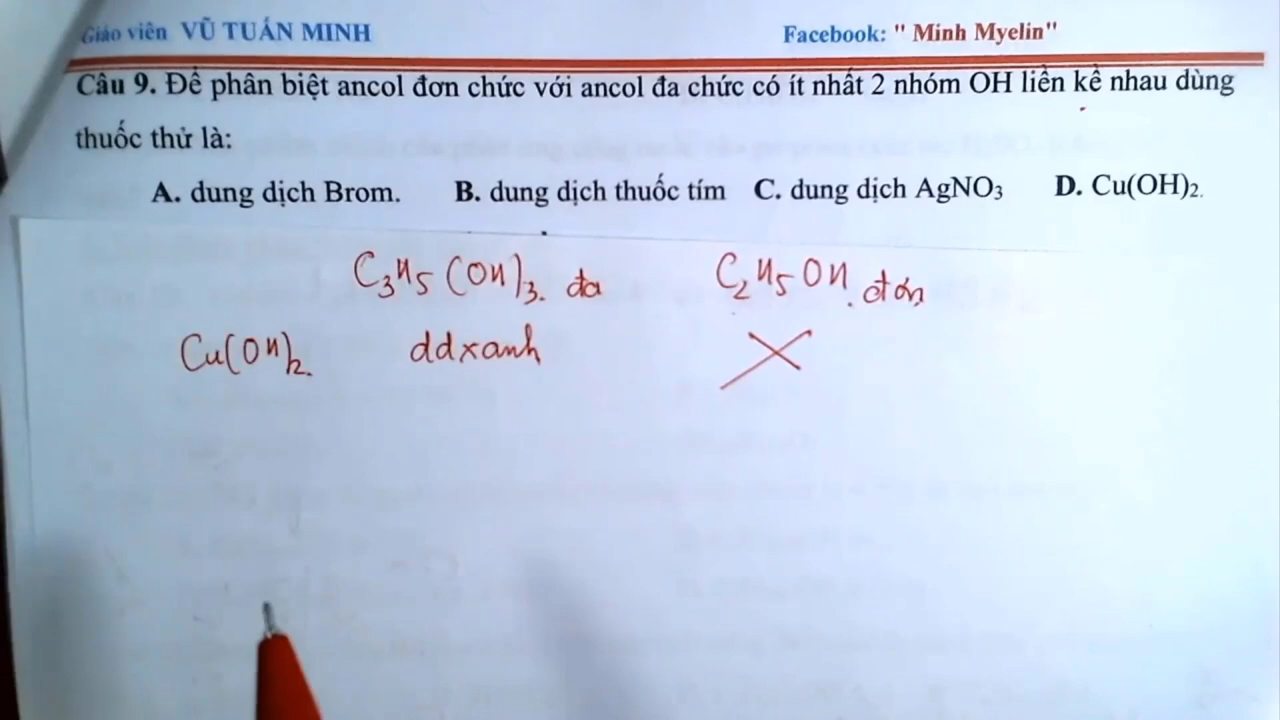 Giáo viên VŨ TUẤN MINH Facebook: " Minh Myelin"
Câu 9. Để phân biệt ancol đơn chức với ancol đa chức có ít nhất 2 nhóm OH liền kề nhau dùng
thuốc thử là:
A. dung dịch Brom. B. dung dịch thuốc tím C. dung dịch AgNO3 D. Cu(OH)2.
C3H5(OH)3. đa C2H5OH. đơn
Cu(OH)2. ddxanh